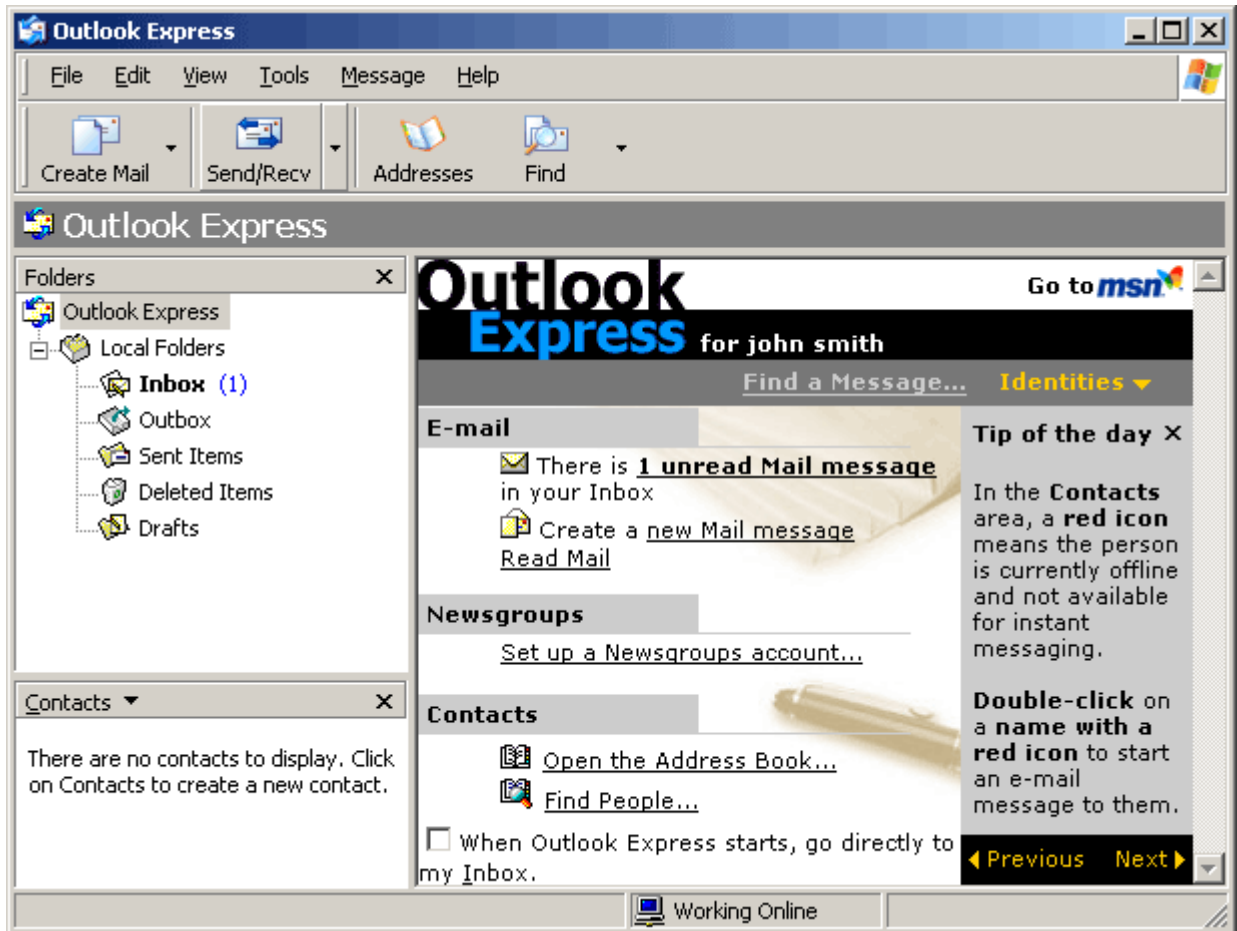 Outlook Express
File Edit View Tools Message Help
Create Mail Send/Recv Addresses Find
Outlook Express
Folders
Outlook Express
Local Folders
Inbox (1)
Outbox
Sent Items
Deleted Items
Drafts
Contacts
There are no contacts to display. Click
on Contacts to create a new contact.
Outlook
Go to msn
Express for john smith
Find a Message... Identities
E-mail
There is 1 unread Mail message
in your Inbox
Create a new Mail message
Read Mail
Newsgroups
Set up a Newsgroups account...
Contacts
Open the Address Book...
Find People...
When Outlook Express starts, go directly to
my Inbox.
Tip of the day
In the Contacts
area, a red icon
means the person
is currently offline
and not available
for instant
messaging.
Double-click on
a name with a
red icon to start
an e-mail
message to them.
Previous Next
Working Online